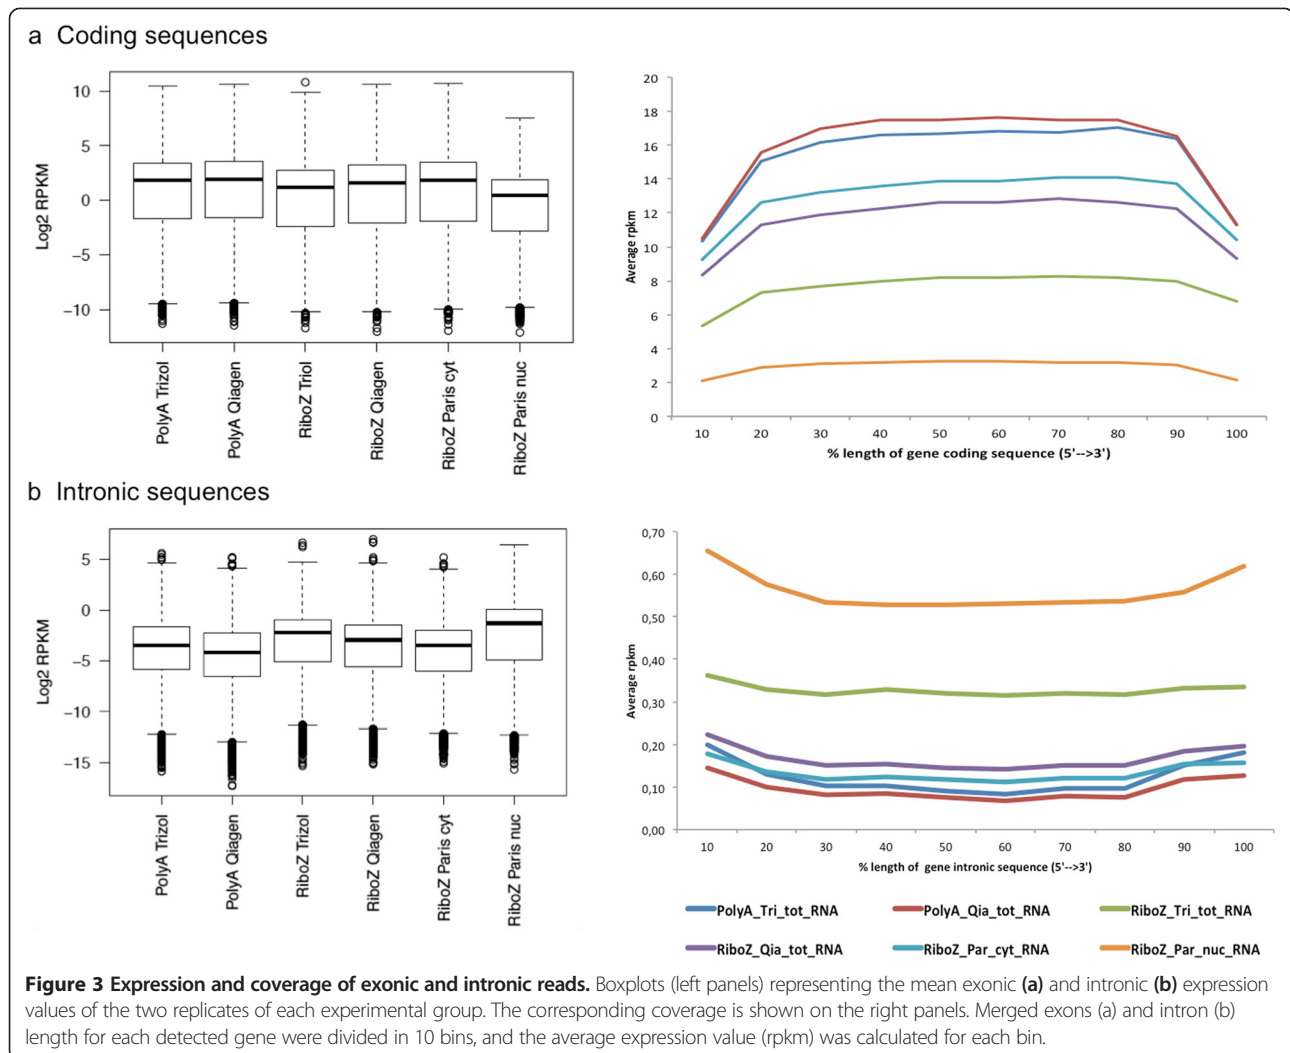 a Coding sequences
10
5
0
−5
−10
Log2 RPKM
PolyA Trizol
PolyA Qiagen
RiboZ Triol
RiboZ Qiagen
RiboZ Paris cyt
RiboZ Paris nuc
20
18
16
14
12
10
8
6
4
2
0
Average rpkm
10 20 30 40 50 60 70 80 90 100
% length of gene coding sequence (5'-->3')
b Intronic sequences
5
0
−5
−10
−15
Log2 RPKM
PolyA Trizol
PolyA Qiagen
RiboZ Trizol
RiboZ Qiagen
RiboZ Paris cyt
RiboZ Paris nuc
0,70
0,60
0,50
0,40
0,30
0,20
0,10
0,00
Average rpkm
10 20 30 40 50 60 70 80 90 100
% length of gene intronic sequence (5'-->3')
PolyA_Tri_tot_RNA PolyA_Qia_tot_RNA RiboZ_Tri_tot_RNA
RiboZ_Qia_tot_RNA RiboZ_Par_cyt_RNA RiboZ_Par_nuc_RNA
Figure 3 Expression and coverage of exonic and intronic reads. Boxplots (left panels) representing the mean exonic (a) and intronic (b) expression
values of the two replicates of each experimental group. The corresponding coverage is shown on the right panels. Merged exons (a) and intron (b)
length for each detected gene were divided in 10 bins, and the average expression value (rpkm) was calculated for each bin.